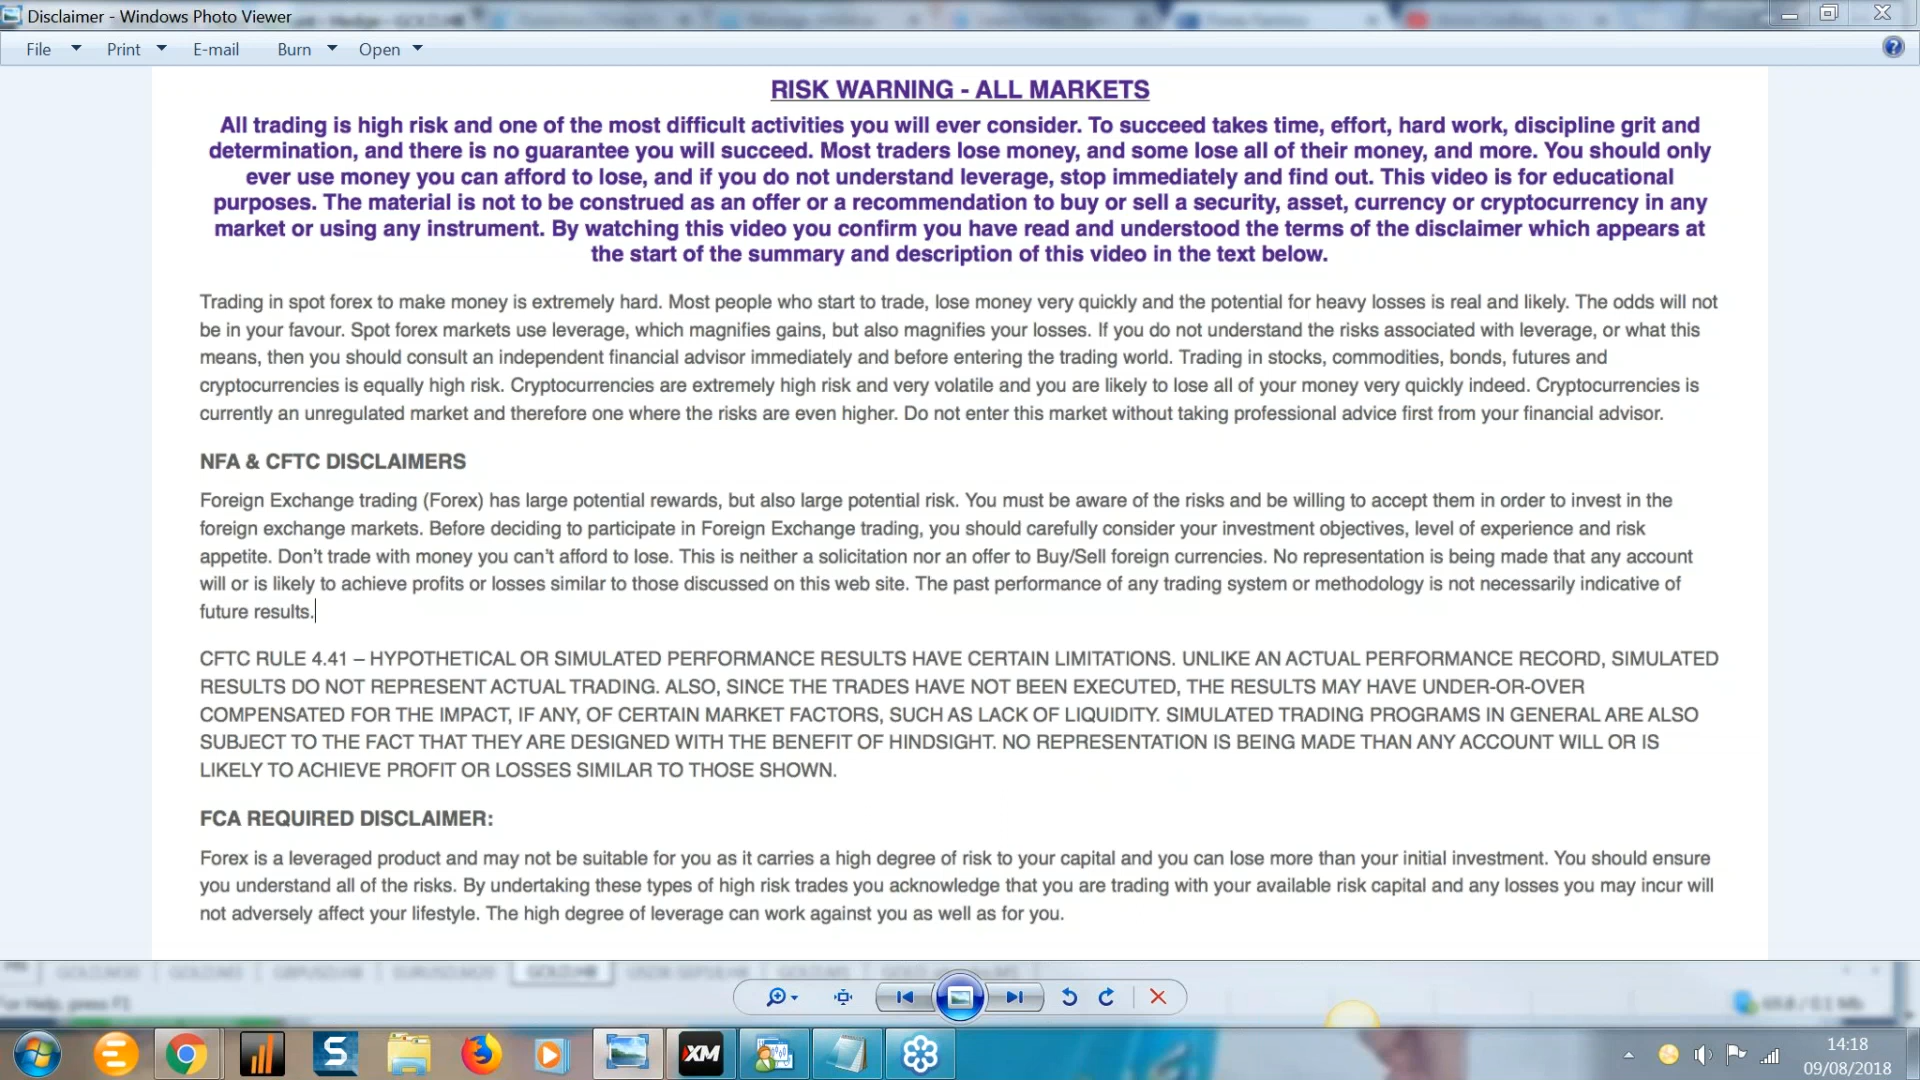 Disclaimer - Windows Photo Viewer
File Print E-mail Burn Open
RISK WARNING - ALL MARKETS
All trading is high risk and one of the most difficult activities you will ever consider. To succeed takes time, effort, hard work, discipline grit and
determination, and there is no guarantee you will succeed. Most traders lose money, and some lose all of their money, and more. You should only
ever use money you can afford to lose, and if you do not understand leverage, stop immediately and find out. This video is for educational
purposes. The material is not to be construed as an offer or a recommendation to buy or sell a security, asset, currency or cryptocurrency in any
market or using any instrument. By watching this video you confirm you have read and understood the terms of the disclaimer which appears at
the start of the summary and description of this video in the text below.
Trading in spot forex to make money is extremely hard. Most people who start to trade, lose money very quickly and the potential for heavy losses is real and likely. The odds will not
be in your favour. Spot forex markets use leverage, which magnifies gains, but also magnifies your losses. If you do not understand the risks associated with leverage, or what this
means, then you should consult an independent financial advisor immediately and before entering the trading world. Trading in stocks, commodities, bonds, futures and
cryptocurrencies is equally high risk. Cryptocurrencies are extremely high risk and very volatile and you are likely to lose all of your money very quickly indeed. Cryptocurrencies is
currently an unregulated market and therefore one where the risks are even higher. Do not enter this market without taking professional advice first from your financial advisor.
NFA & CFTC DISCLAIMERS
Foreign Exchange trading (Forex) has large potential rewards, but also large potential risk. You must be aware of the risks and be willing to accept them in order to invest in the
foreign exchange markets. Before deciding to participate in Foreign Exchange trading, you should carefully consider your investment objectives, level of experience and risk
appetite. Don't trade with money you can't afford to lose. This is neither a solicitation nor an offer to Buy/Sell foreign currencies. No representation is being made that any account
will or is likely to achieve profits or losses similar to those discussed on this web site. The past performance of any trading system or methodology is not necessarily indicative of
future results.
CFTC RULE 4.41 – HYPOTHETICAL OR SIMULATED PERFORMANCE RESULTS HAVE CERTAIN LIMITATIONS. UNLIKE AN ACTUAL PERFORMANCE RECORD, SIMULATED
RESULTS DO NOT REPRESENT ACTUAL TRADING. ALSO, SINCE THE TRADES HAVE NOT BEEN EXECUTED, THE RESULTS MAY HAVE UNDER-OR-OVER
COMPENSATED FOR THE IMPACT, IF ANY, OF CERTAIN MARKET FACTORS, SUCH AS LACK OF LIQUIDITY. SIMULATED TRADING PROGRAMS IN GENERAL ARE ALSO
SUBJECT TO THE FACT THAT THEY ARE DESIGNED WITH THE BENEFIT OF HINDSIGHT. NO REPRESENTATION IS BEING MADE THAN ANY ACCOUNT WILL OR IS
LIKELY TO ACHIEVE PROFIT OR LOSSES SIMILAR TO THOSE SHOWN.
FCA REQUIRED DISCLAIMER:
Forex is a leveraged product and may not be suitable for you as it carries a high degree of risk to your capital and you can lose more than your initial investment. You should ensure
you understand all of the risks. By undertaking these types of high risk trades you acknowledge that you are trading with your available risk capital and any losses you may incur will
not adversely affect your lifestyle. The high degree of leverage can work against you as well as for you.
For Help, press F1
XM
14:18
09/08/2018